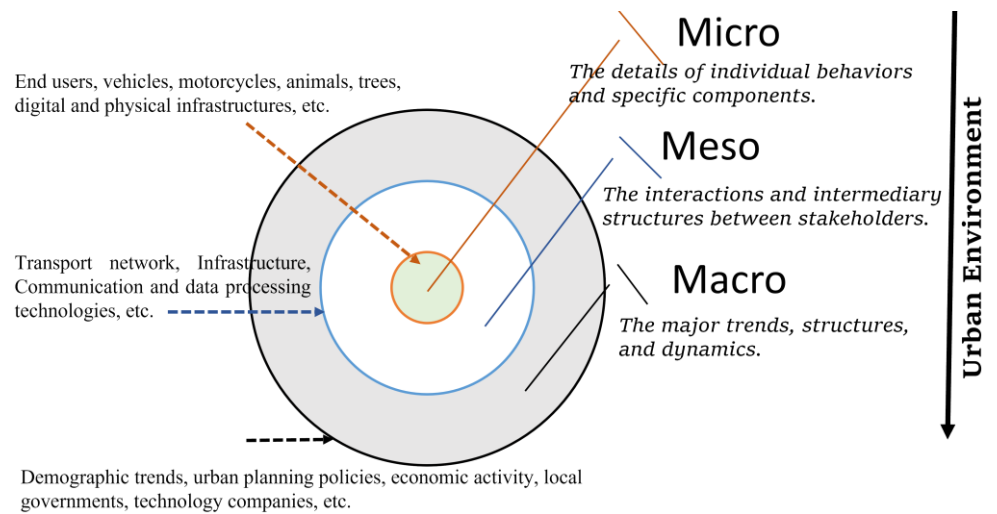 Micro
The details of individual behaviors
and specific components.
End users, vehicles, motorcycles, animals, trees,
digital and physical infrastructures, etc.
Meso
The interactions and intermediary
structures between stakeholders.
Transport network, Infrastructure,
Communication and data processing
technologies, etc.
Macro
The major trends, structures,
and dynamics.
Demographic trends, urban planning policies, economic activity, local
governments, technology companies, etc.
Urban Environment